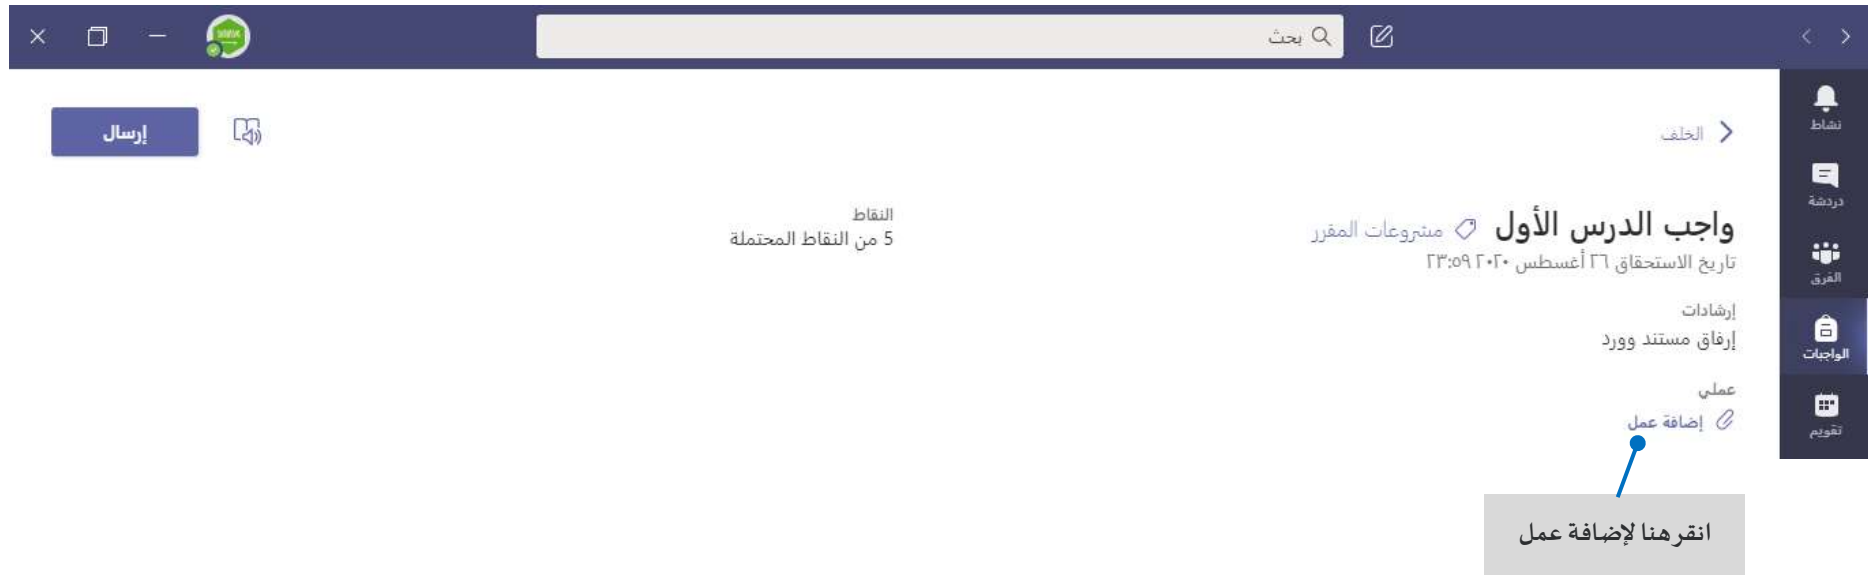 بحث
نشاط
دردشة
الفرق
الواجبات
تقويم
الخلف
إرسال
واجب الدرس الأول مشروعات المقرر
تاريخ الاستحقاق ٢٦ أغسطس ٢٠٢٠ ٢٣:٥٩
النقاط
5 من النقاط المحتملة
إرشادات
إرفاق مستند وورد
عملي
إضافة عمل
انقر هنا لإضافة عمل